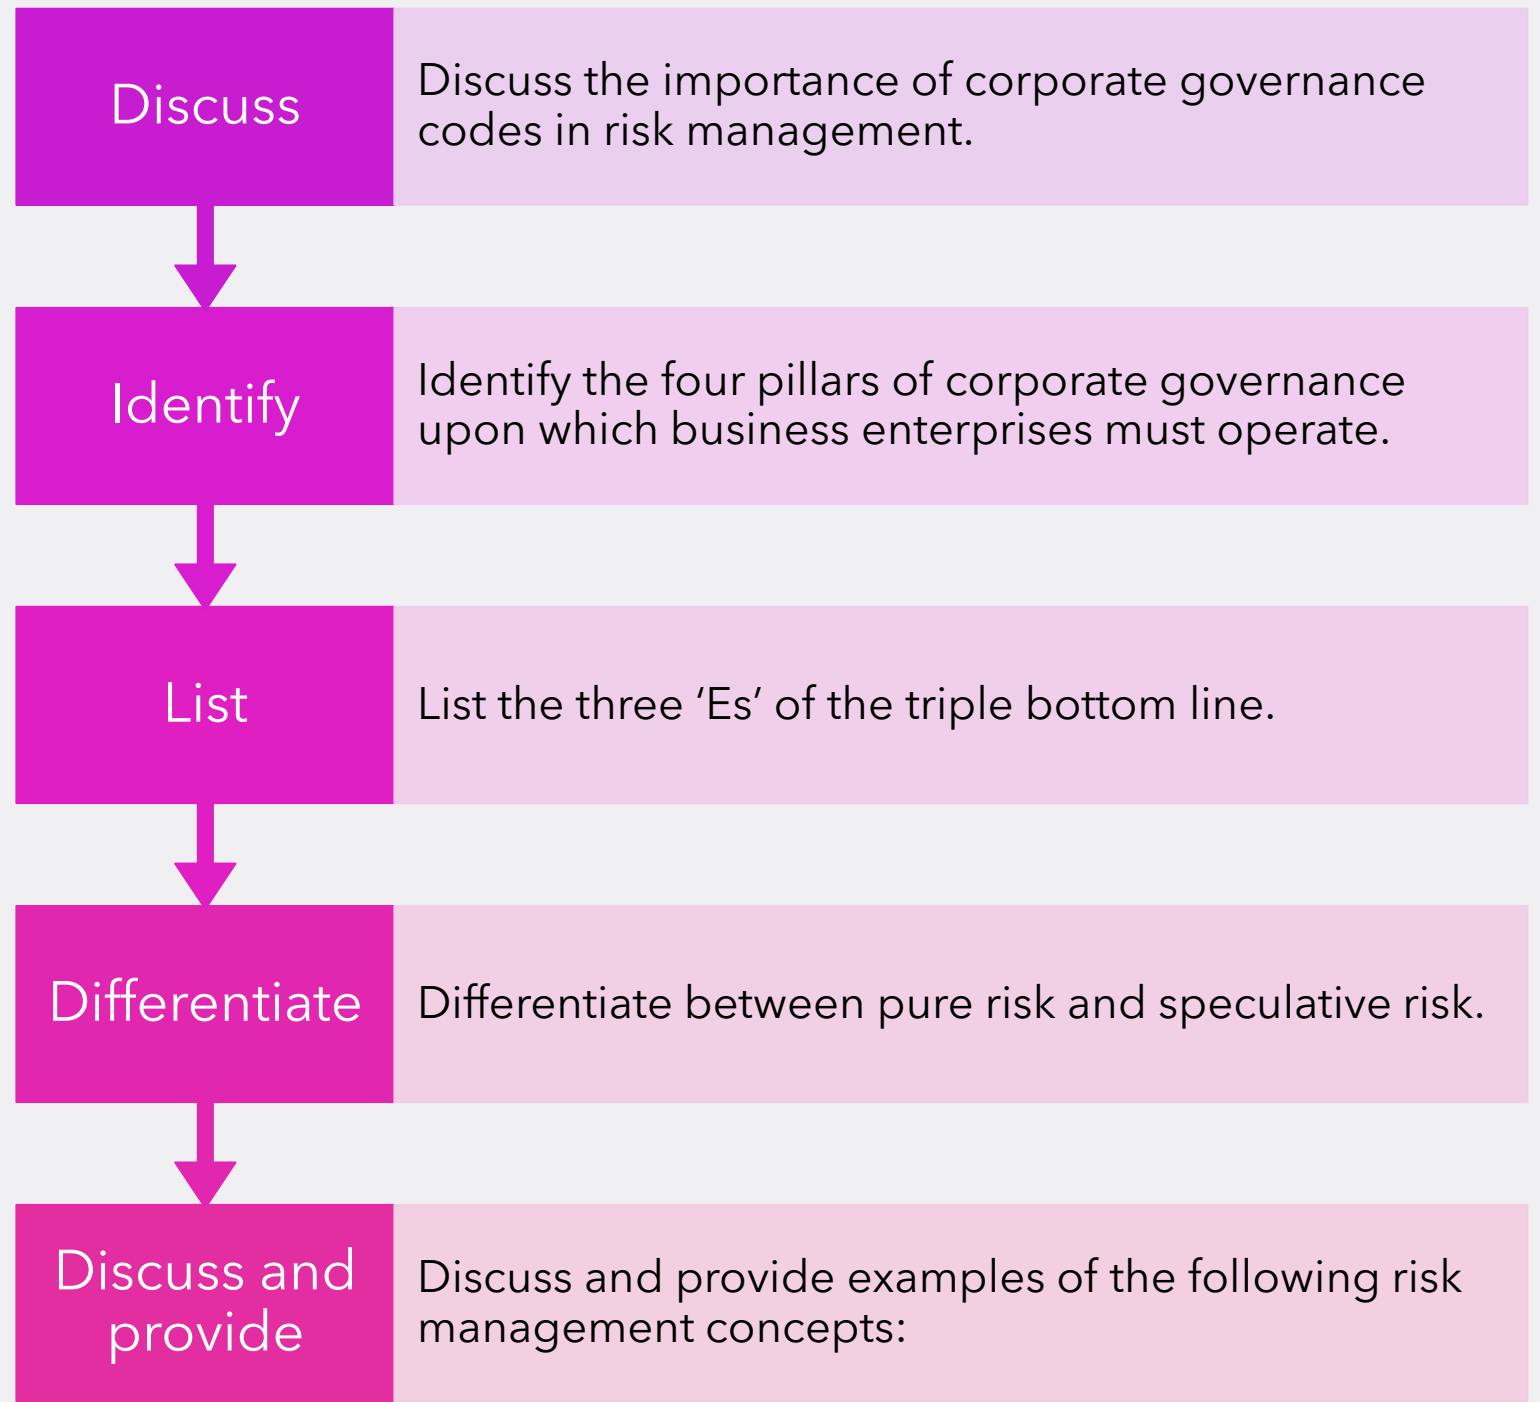 Discuss
Discuss the importance of corporate governance
codes in risk management.
Identify
Identify the four pillars of corporate governance
upon which business enterprises must operate.
List
List the three ‘Es’ of the triple bottom line.
Differentiate
Differentiate between pure risk and speculative risk.
Discuss and
provide
Discuss and provide examples of the following risk
management concepts: